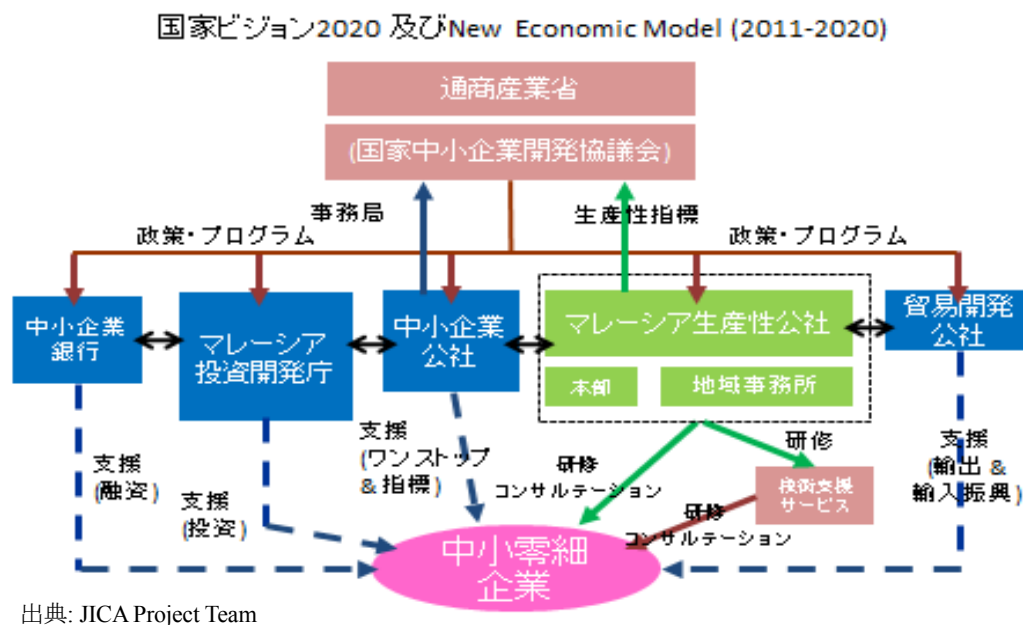 国家ビジョン2020 及びNew Economic Model (2011-2020)
通商産業省
(国家中小企業開発協議会)
事務局
生産性指標
政策・プログラム
政策・プログラム
中小企業
銀行
マレーシア
投資開発庁
中小企業
公社
マレーシア生産性公社
本部
地域事務所
貿易開発
公社
支援
(融資)
支援
(投資)
支援
(ワンストップ
& 指標)
研修
コンサルテーション
研修
技術支援
サービス
研修
コンサルテーション
支援
(輸出 &
輸入振興)
中小零細
企業
出典: JICA Project Team